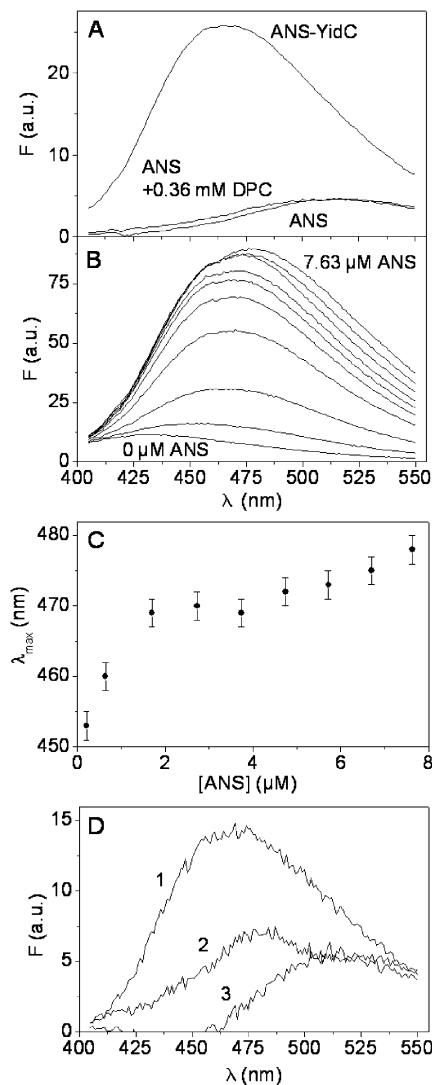 A
ANS-YidC
20
10
0
F (a.u.)
ANS
+0.36 mM DPC
ANS
B
7.63 µM ANS
75
50
25
0
F (a.u.)
0 µM ANS
400 425 450 475 500 525 550
λ (nm)
C
480
470
460
450
λmax (nm)
0 2 4 6 8
[ANS] (µM)
D
15
10
5
0
F (a.u.)
1
2
3
400 425 450 475 500 525 550
λ (nm)